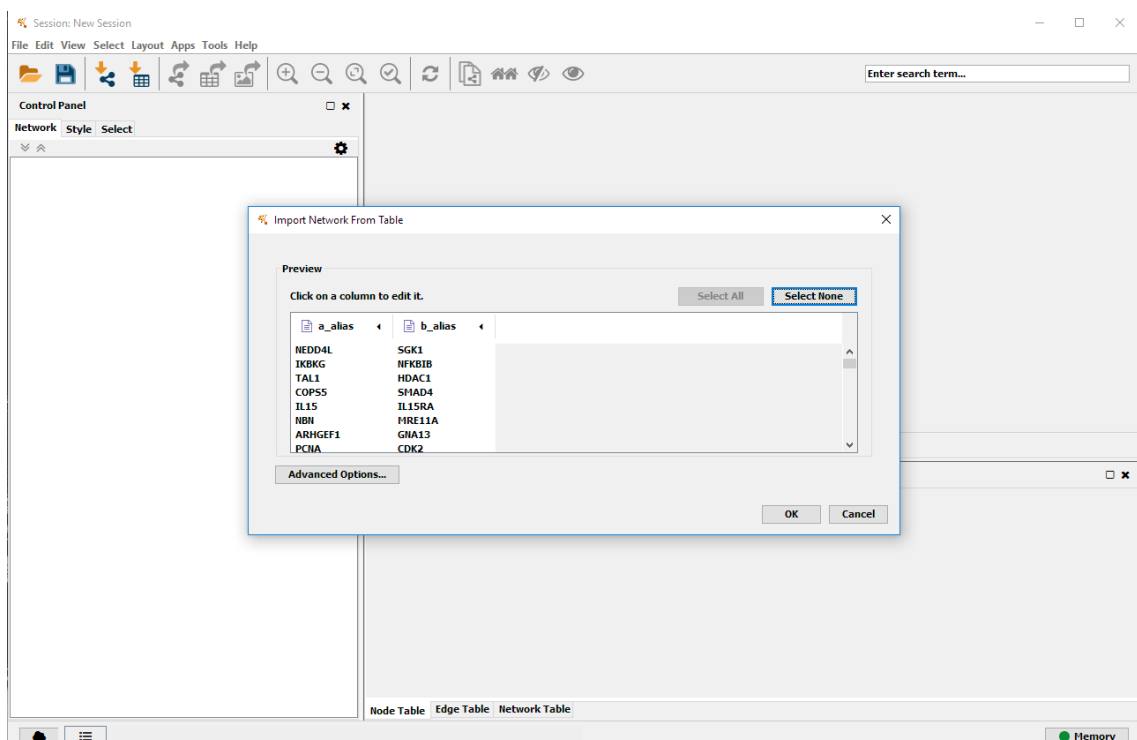 Session: New Session
File Edit View Select Layout Apps Tools Help
Enter search term...
Control Panel
Network Style Select
Import Network From Table
Preview
Click on a column to edit it. Select All Select None
a_alias b_alias
NEDD4L SGK1
IKBKG NFKBIB
TAL1 HDAC1
COPS5 SMAD4
IL15 IL15RA
NBN MRE11A
ARHGEF1 GNA13
PCNA CDK2
Advanced Options...
OK Cancel
Node Table Edge Table Network Table
Memory